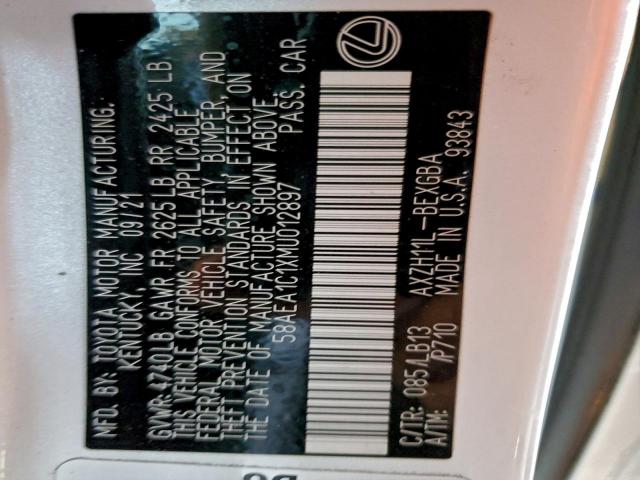 MFD. BY: TOYOTA MOTOR MANUFACTURING.
KENTUCKY, INC 09/21
GVWR 4740LB GAWR FR 2625 LB RR 2425 LB
THIS VEHICLE CONFORMS TO ALL APPLICABLE
FEDERAL MOTOR VEHICLE SAFETY, BUMPER, AND
THEFT PREVENTION STANDARDS IN EFFECT ON
THE DATE OF MANUFACTURE SHOWN ABOVE.
58AEA1C1XMU012897 PASS. CAR
C/TR: 085/LB13 AXZH11L-BEXGBA
A/TM: /P710 MADE IN U.S.A. 93843